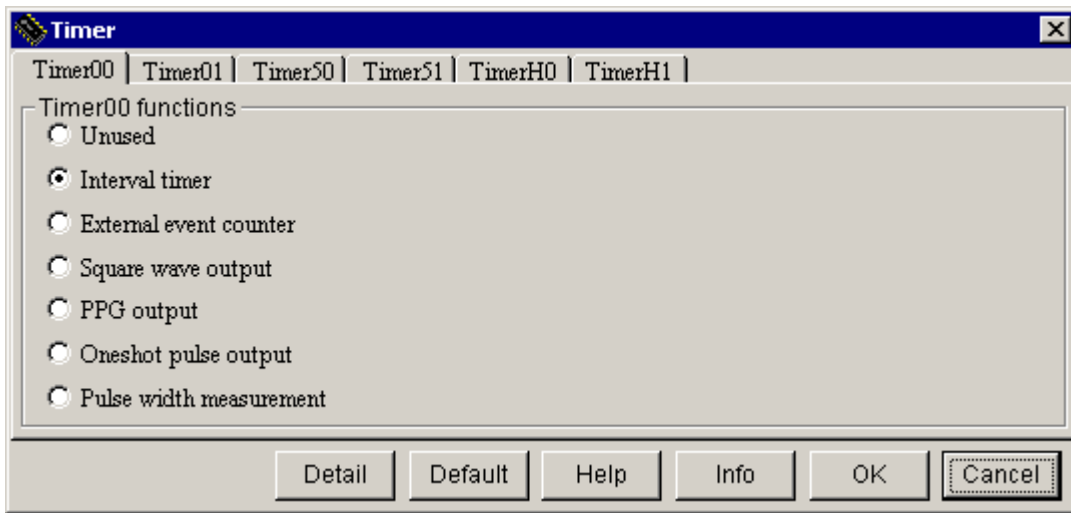 Timer
Timer00 Timer01 Timer50 Timer51 TimerH0 TimerH1
Timer00 functions
Unused
Interval timer
External event counter
Square wave output
PPG output
Oneshot pulse output
Pulse width measurement
Detail Default Help Info OK Cancel